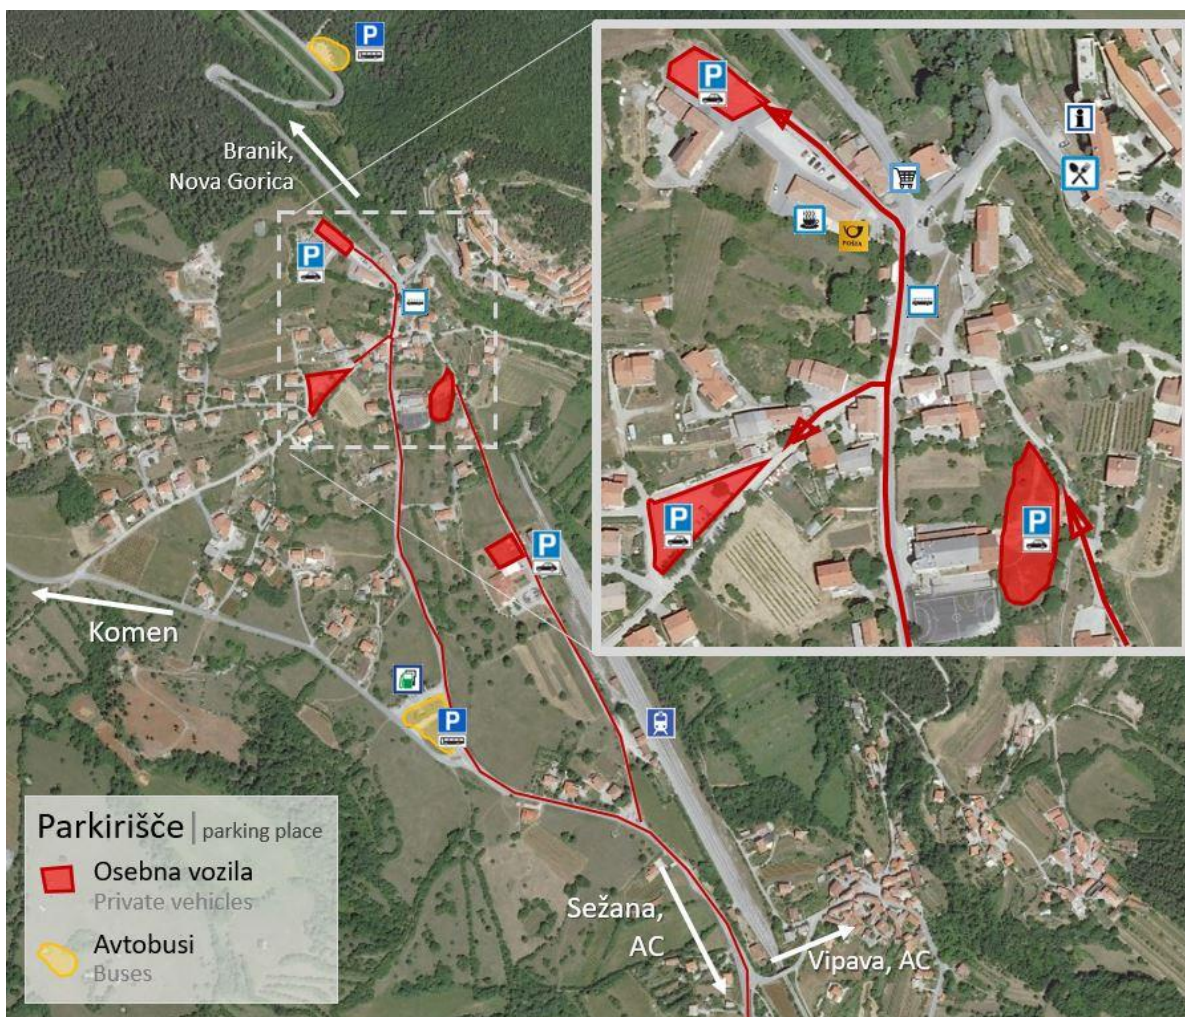 P
Branik,
Nova Gorica
P
P
i
POŠTA
P
P
P
Komen
P
Sežana,
AC
Vipava, AC
Parkirišče | parking place
Osebna vozila
Private vehicles
Avtobusi
Buses